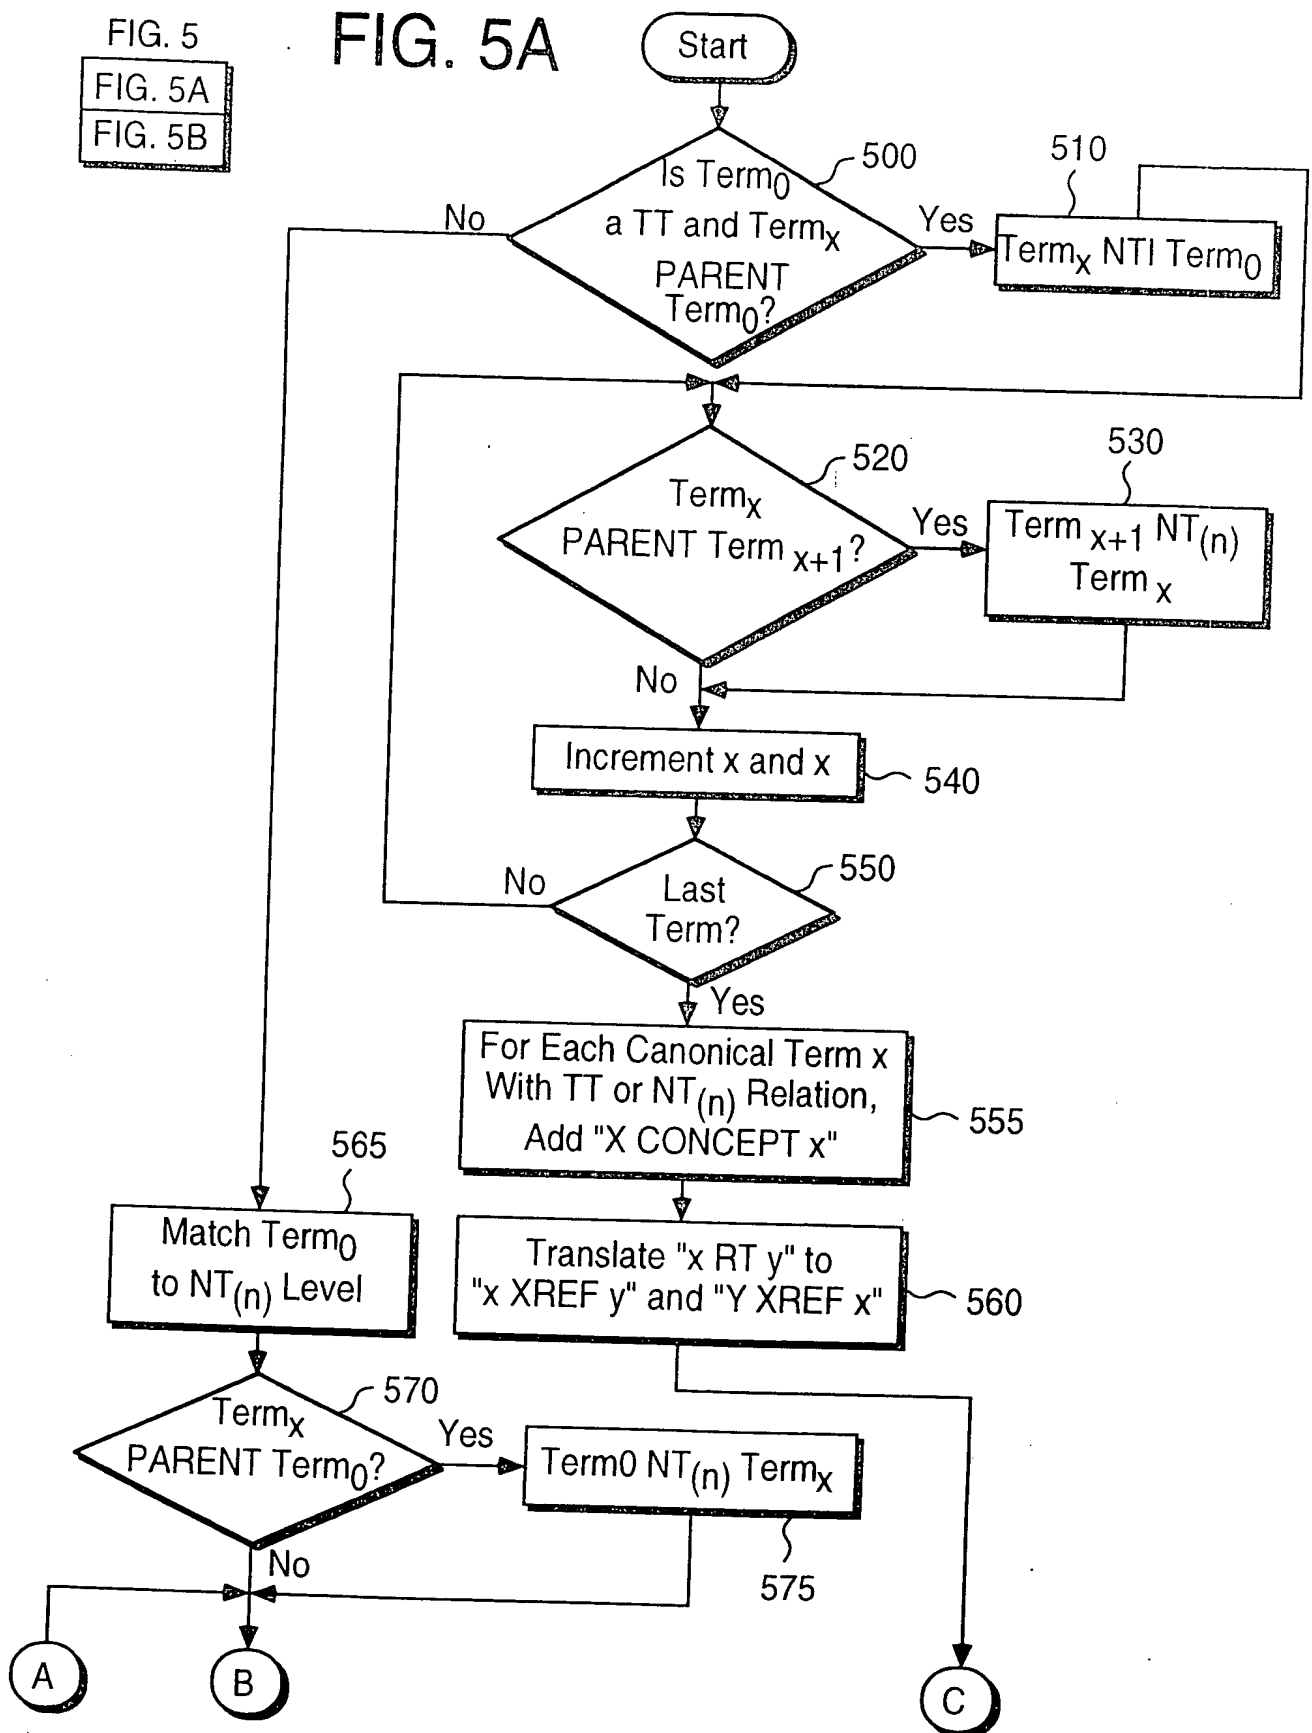 FIG. 5
FIG. 5A
FIG. 5B
FIG. 5A
Start
500
Is Term0
a TT and Termx
PARENT
Term0?
No
Yes
510
Termx NTI Term0
520
Termx
PARENT Term x+1?
Yes
No
530
Term x+1 NT(n)
Term x
Increment x and x
540
550
Last
Term?
No
Yes
For Each Canonical Term x
With TT or NT(n) Relation,
Add "X CONCEPT x"
555
Translate "x RT y" to
"x XREF y" and "Y XREF x"
560
565
Match Term0
to NT(n) Level
570
Termx
PARENT Term0?
Yes
No
Term0 NT(n) Termx
575
A
B
C